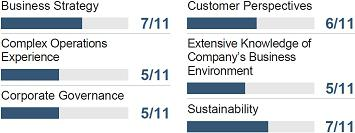 Business Strategy
7/11
Complex Operations
Experience
5/11
Corporate Governance
5/11
Customer Perspectives
6/11
Extensive Knowledge of
Company's Business
Environment
5/11
Sustainability
7/11